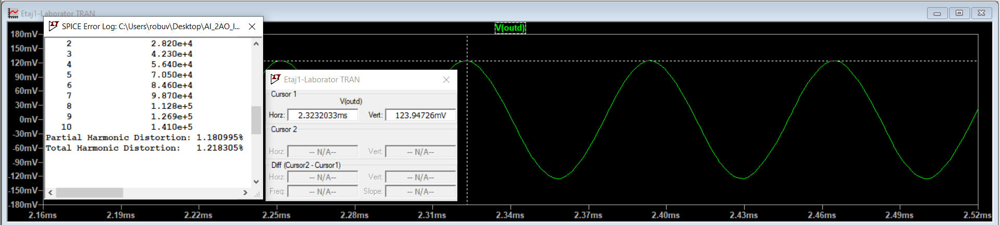 Etaj1-Laborator TRAN
SPICE Error Log: C:\Users\robuv\Desktop\AI_2AO_I...
2 2.820e+4
3 4.230e+4
4 5.640e+4
5 7.050e+4
6 8.460e+4
7 9.870e+4
8 1.128e+5
9 1.269e+5
10 1.410e+5
Partial Harmonic Distortion: 1.180995%
Total Harmonic Distortion: 1.218305%
V(outd)
Etaj1-Laborator TRAN
Cursor 1
V(outd)
Horz: 2.3232033ms Vert: 123.94726mV
Cursor 2
Horz: -- N/A-- Vert: -- N/A--
Diff (Cursor2 - Cursor1)
Horz: -- N/A-- Vert: -- N/A--
Freq: -- N/A-- Slope: -- N/A--
180mV
150mV
120mV
90mV
60mV
30mV
0mV
-30mV
-60mV
-90mV
-120mV
-150mV
-180mV
2.16ms 2.19ms 2.22ms 2.25ms 2.28ms 2.31ms 2.34ms 2.37ms 2.40ms 2.43ms 2.46ms 2.49ms 2.52ms